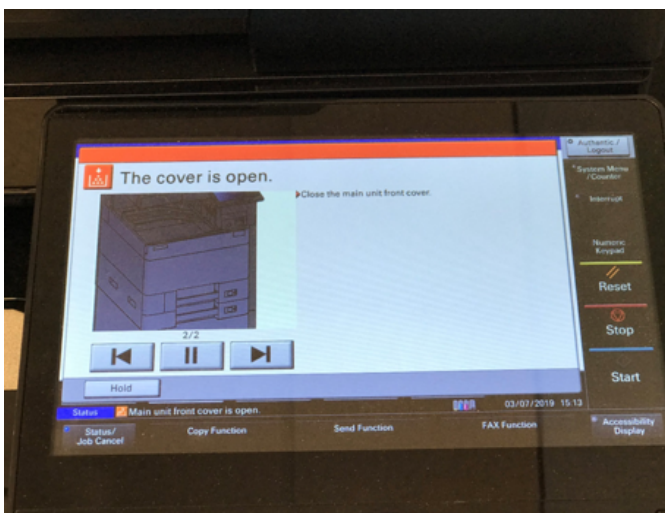 Authentic /
Logout
The cover is open.
Close the main unit front cover.
System Menu
/Counter
Interrupt
Numeric
Keypad
Reset
2/2
Stop
Start
Hold
Status
Main unit front cover is open.
03/07/2019 15:13
Status/
Job Cancel
Copy Function
Send Function
FAX Function
Accessibility
Display